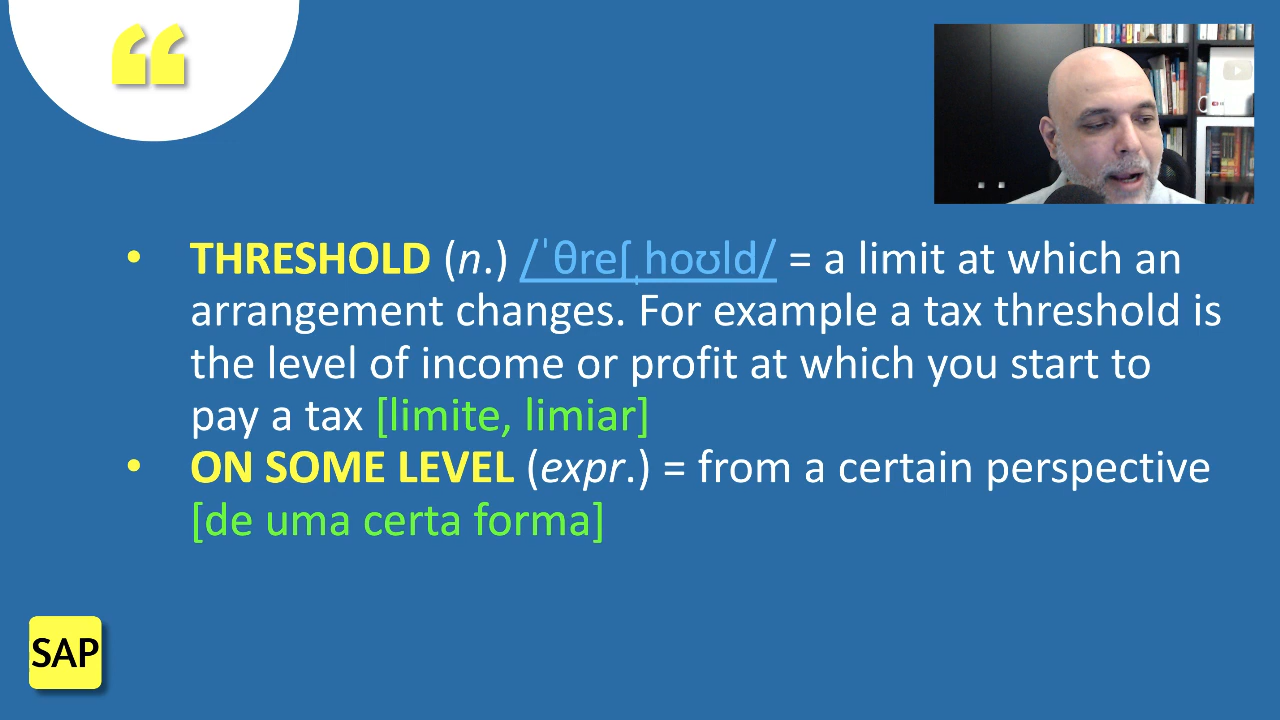 “
THRESHOLD (n.) /ˈθreʃˌhoʊld/ = a limit at which an
arrangement changes. For example a tax threshold is
the level of income or profit at which you start to
pay a tax [limite, limiar]
ON SOME LEVEL (expr.) = from a certain perspective
[de uma certa forma]
SAP